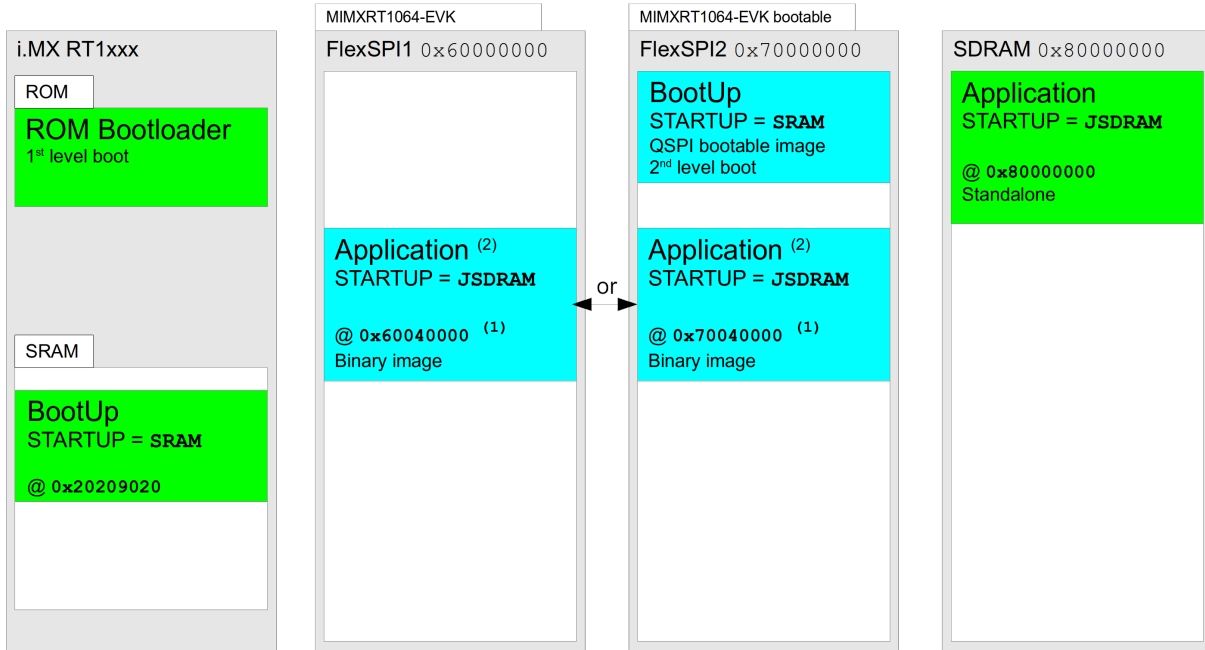 i.MX RT1xxx
ROM
ROM Bootloader
1st level boot
SRAM
BootUp
STARTUP = SRAM
@ 0x20209020
MIMXRT1064-EVK
FlexSPI1 0x60000000
Application (2)
STARTUP = JSDRAM
@ 0x60040000 (1)
Binary image
or
MIMXRT1064-EVK bootable
FlexSPI2 0x70000000
BootUp
STARTUP = SRAM
QSPI bootable image
2nd level boot
Application (2)
STARTUP = JSDRAM
@ 0x70040000 (1)
Binary image
SDRAM 0x80000000
Application
STARTUP = JSDRAM
@ 0x80000000
Standalone